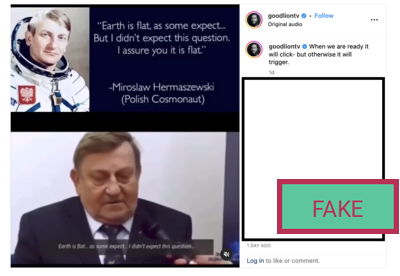 "Earth is flat, as some expect...
But I didn't expect this question.
I assure you it is flat."
-Miroslaw Hermaszewski
(Polish Cosmonaut)
Earth is flat... as some expect... I didn't expect this question...
goodliontv • Follow
Original audio
goodliontv When we are ready it
will click- but otherwise it will
trigger.
1d
FAKE
1 DAY AGO
Log in to like or comment.